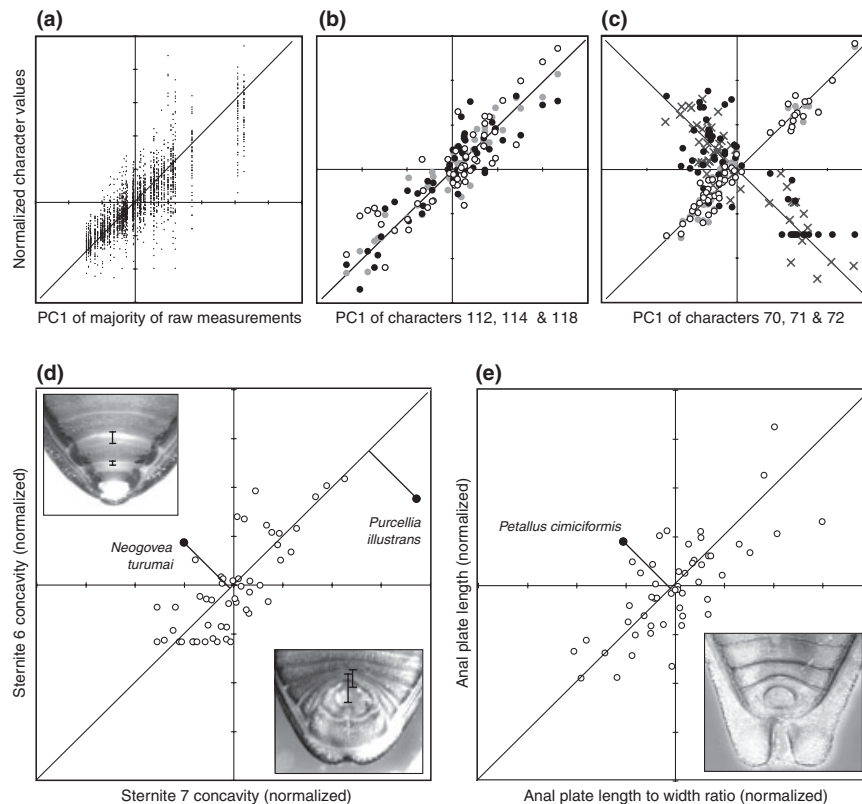 (a)
(b)
(c)
Normalized character values
PC1 of majority of raw measurements
PC1 of characters 112, 114 & 118
PC1 of characters 70, 71 & 72
(d)
(e)
Sternite 6 concavity (normalized)
Neogovea
turumai
Purcellia
illustrans
Sternite 7 concavity (normalized)
Anal plate length (normalized)
Petallus cimiciformis
Anal plate length to width ratio (normalized)